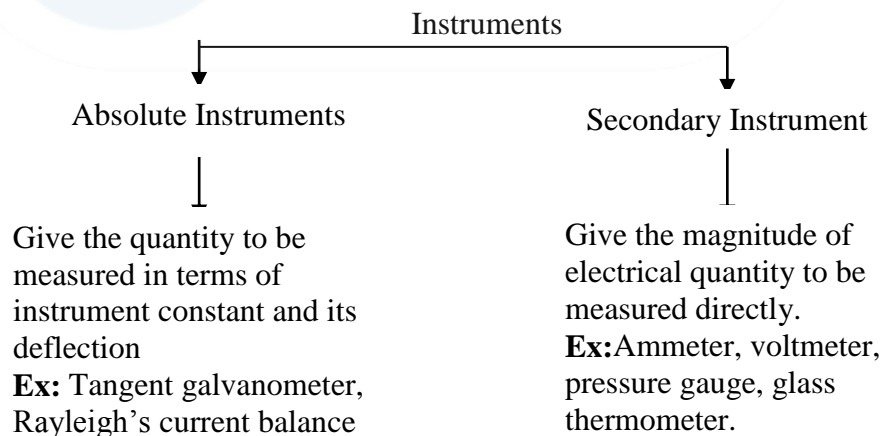 Instruments
Absolute Instruments
Secondary Instrument
Give the quantity to be
measured in terms of
instrument constant and its
deflection
Ex: Tangent galvanometer,
Rayleigh's current balance
Give the magnitude of
electrical quantity to be
measured directly.
Ex:Ammeter, voltmeter,
pressure gauge, glass
thermometer.